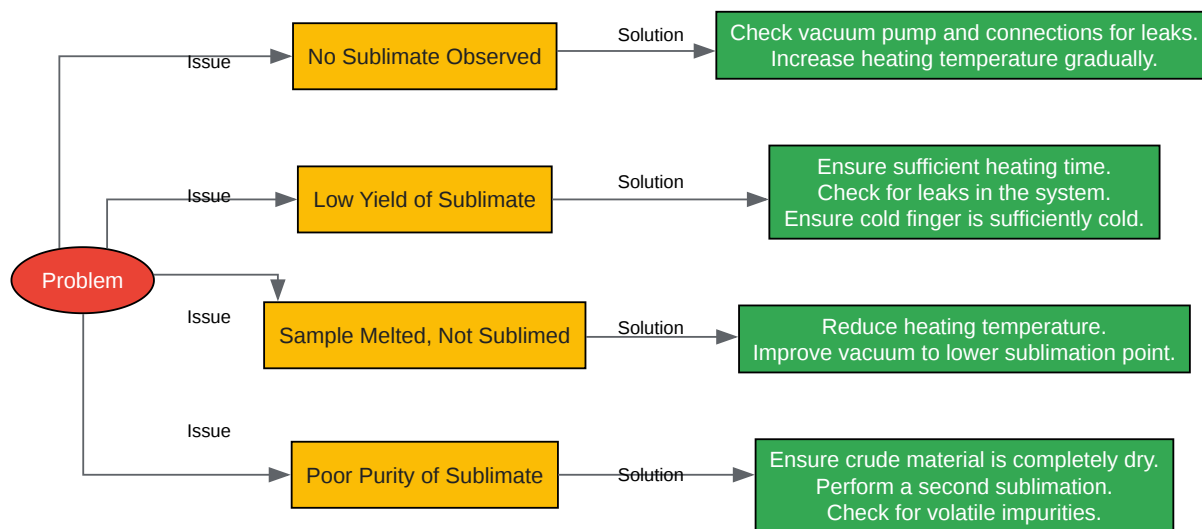 Issue
No Sublimate Observed
Solution
Check vacuum pump and connections for leaks.
Increase heating temperature gradually.
Issue
Low Yield of Sublimate
Solution
Ensure sufficient heating time.
Check for leaks in the system.
Ensure cold finger is sufficiently cold.
Problem
Issue
Sample Melted, Not Sublimed
Solution
Reduce heating temperature.
Improve vacuum to lower sublimation point.
Issue
Poor Purity of Sublimate
Solution
Ensure crude material is completely dry.
Perform a second sublimation.
Check for volatile impurities.